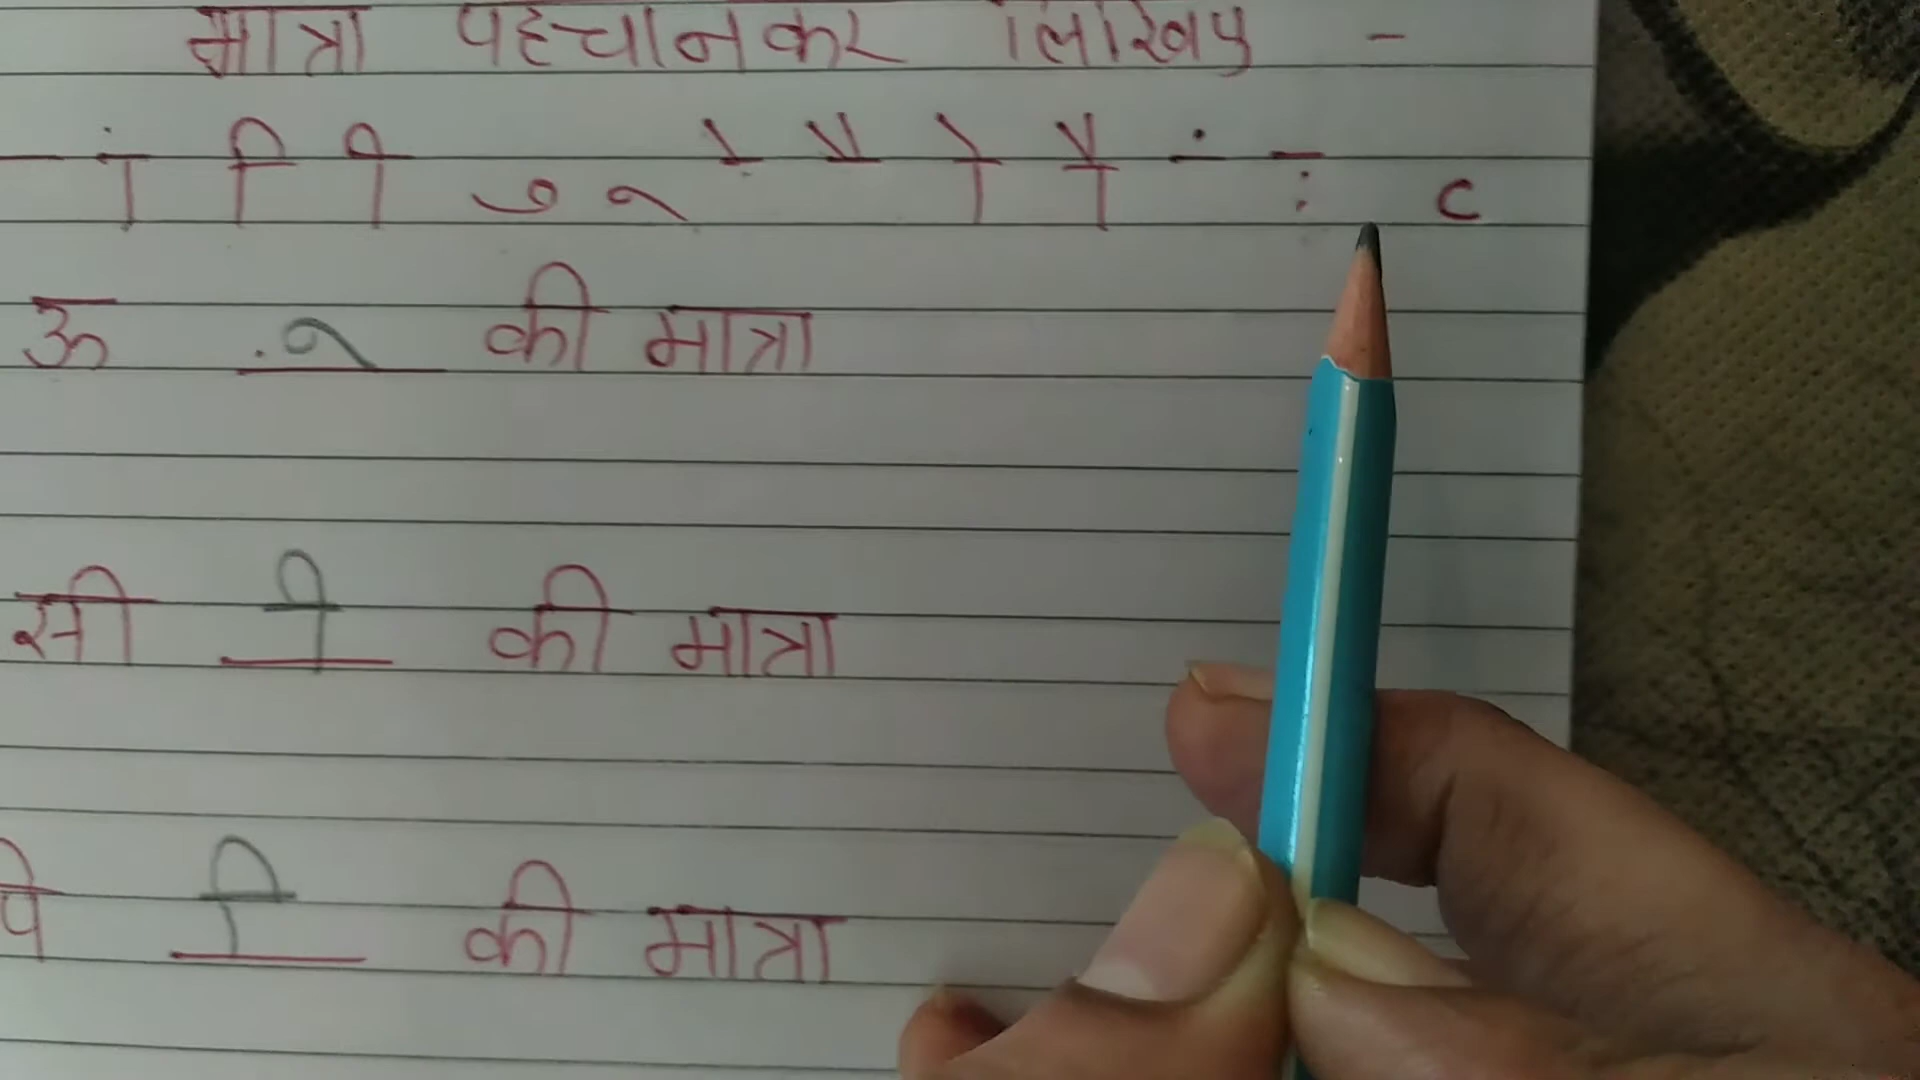 मात्रा पहचानकर लिखिए -
ा ि ी ु ू े ै ो ौ ं ः ृ
ऊ ू की मात्रा
सी ी की मात्रा
पि ि की मात्रा